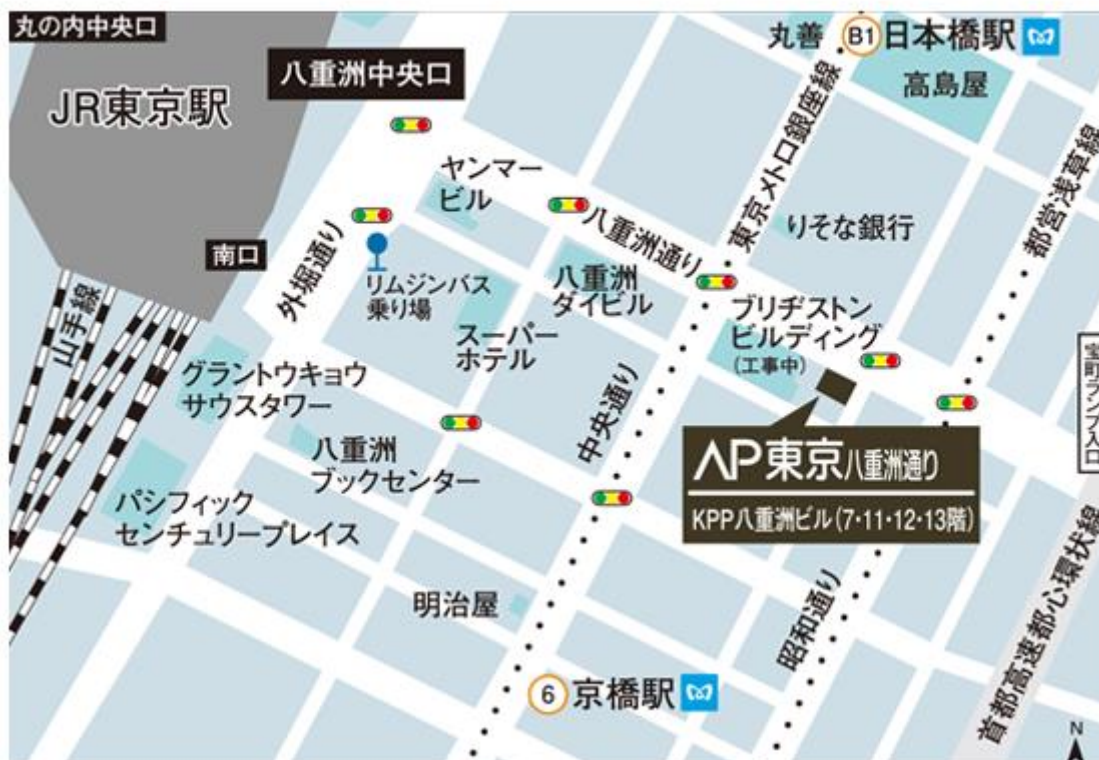 丸の内中央口
JR東京駅
八重洲中央口
丸善
B1
日本橋駅
高島屋
ヤンマー
ビル
東京メトロ銀座線
都営浅草線
八重洲通り
りそな銀行
南口
外堀通り
リムジンバス
乗り場
八重洲
ダイビル
山手線
スーパー
ホテル
ブリヂストン
ビルディング
(工事中)
宝町ランプ入口
グラントウキョウ
サウスタワー
中央通り
八重洲
ブックセンター
AP東京八重洲通り
KPP八重洲ビル(7・11・12・13階)
パシフィック
センチュリープレイス
明治屋
昭和通り
首都高速都心環状線
6
京橋駅
N